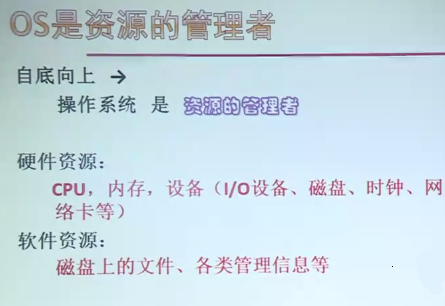 OS是资源的管理者
自底向上 →
操作系统 是 资源的管理者
硬件资源：
CPU，内存，设备（I/O设备、磁盘、时钟、网
络卡等）
软件资源：
磁盘上的文件、各类管理信息等